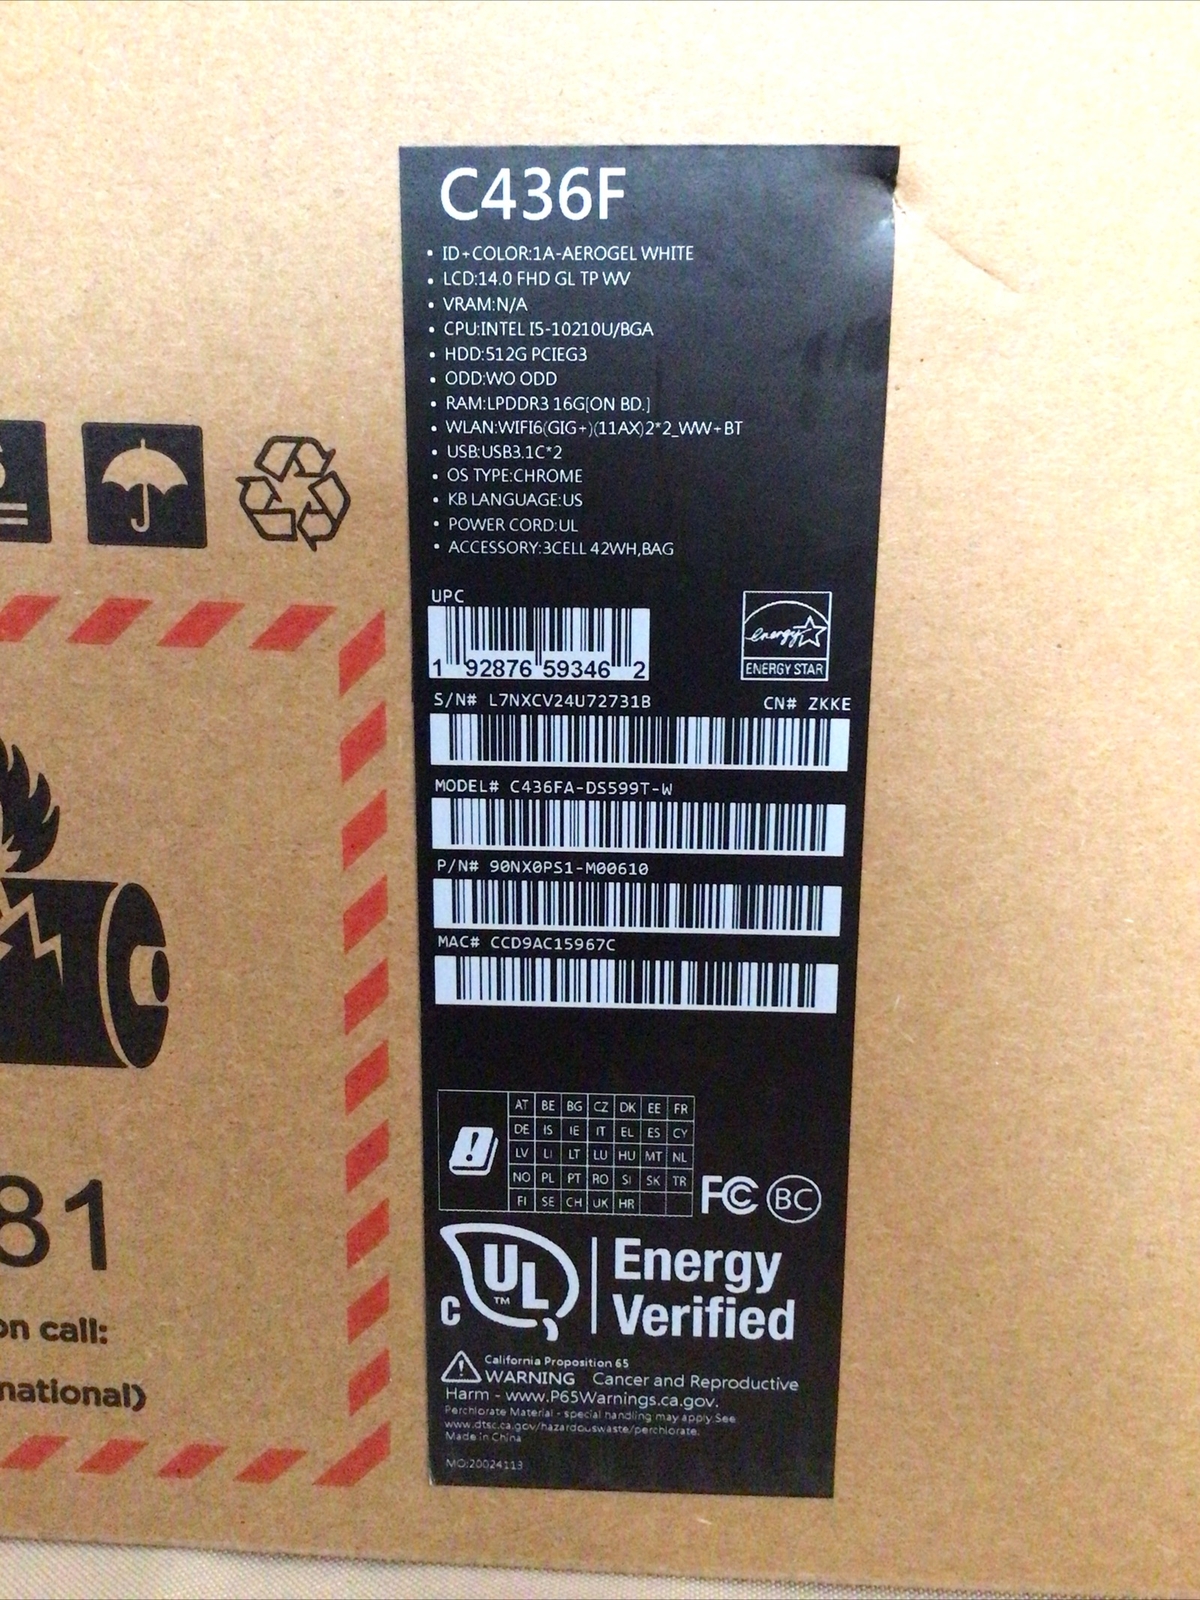 C436F
• ID+COLOR:1A-AEROGEL WHITE
• LCD:14.0 FHD GL TP WV
• VRAM:N/A
• CPU:INTEL I5-10210U/BGA
• HDD:512G PCIEG3
• ODD:WO ODD
• RAM:LPDDR3 16G[ON BD.]
• WLAN:WIFI6(GIG+)(11AX)2*2_WW+BT
• USB:USB3.1C*2
• OS TYPE:CHROME
• KB LANGUAGE:US
• POWER CORD:UL
• ACCESSORY:3CELL 42WH,BAG
UPC
1 92876 59346 2
energy
ENERGY STAR
S/N# L7NXCV24U72731B CN# ZKKE
MODEL# C436FA-DS599T-W
P/N# 90NX0PS1-M00610
MAC# CCD9AC15967C
AT BE BG CZ DK EE FR
DE IS IE IT EL ES CY
LV LI LT LU HU MT NL
NO PL PT RO SI SK TR
FI SE CH UK HR
FC BC
C UL TM Energy
Verified
California Proposition 65
WARNING Cancer and Reproductive
Harm - www.P65Warnings.ca.gov.
Perchlorate Material - special handling may apply.See
www.dtsc.ca.gov/hazardouswaste/perchlorate.
Made in China
MO:20024113
81
on call:
national)